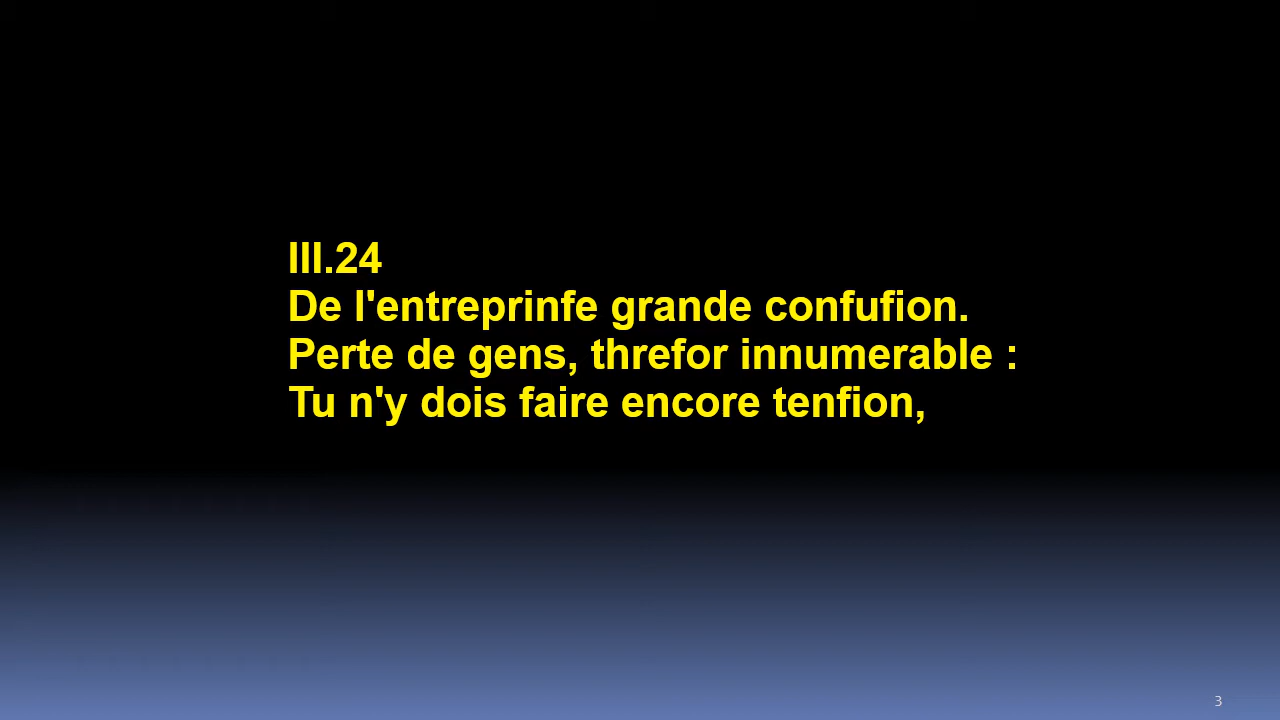 III.24
De l'entreprinfe grande confufion.
Perte de gens, threfor innumerable :
Tu n'y dois faire encore tenfion,
3